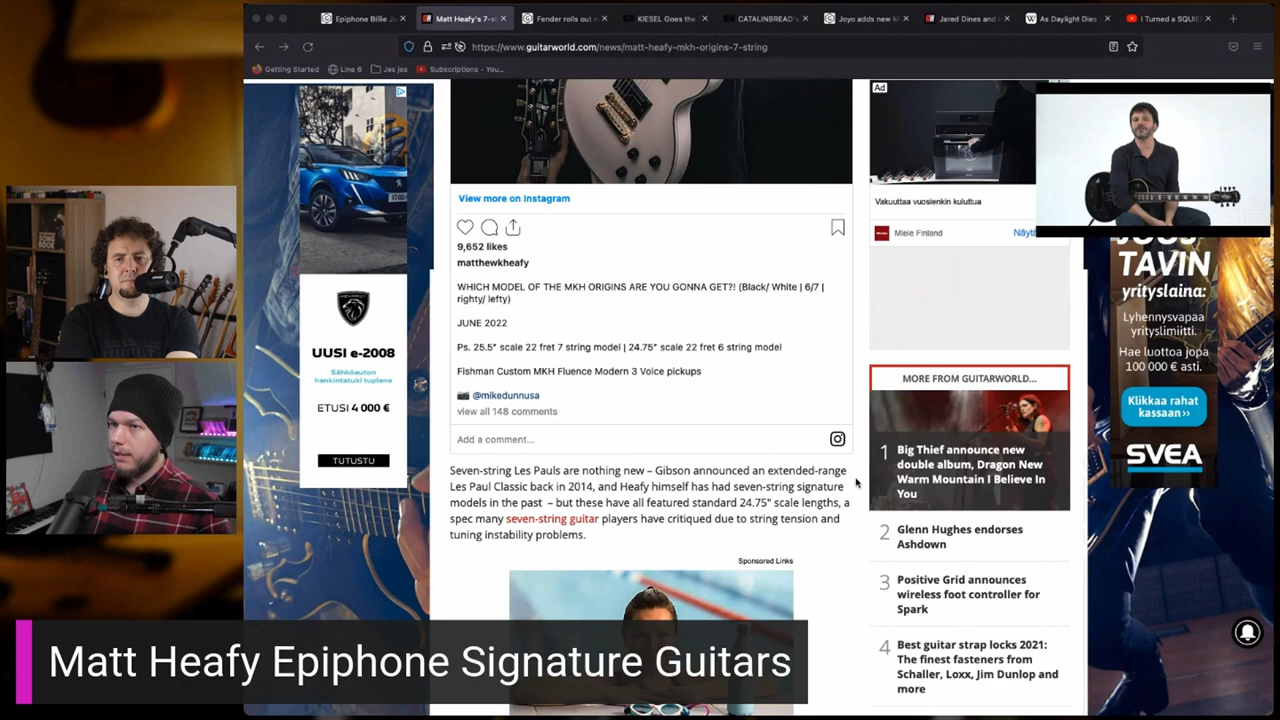 Epiphone Billie J
Matt Heafy's 7-st
Fender rolls out
KIESEL Goes the
CATALINBREAD's
Joyo adds new M
Jared Dines and
As Daylight Dies
I Turned a SQUIE
https://www.guitarworld.com/news/matt-heafy-mkh-origins-7-string
Getting Started
Line 6
Jes jes
Subscriptions - You...
View more on Instagram
9,652 likes
matthewkheafy
WHICH MODEL OF THE MKH ORIGINS ARE YOU GONNA GET?! (Black/ White | 6/7 |
righty/ lefty)
JUNE 2022
Ps. 25.5” scale 22 fret 7 string model | 24.75” scale 22 fret 6 string model
Fishman Custom MKH Fluence Modern 3 Voice pickups
📷 @mikedunnusa
view all 148 comments
Add a comment...
Seven-string Les Pauls are nothing new – Gibson announced an extended-range
Les Paul Classic back in 2014, and Heafy himself has had seven-string signature
models in the past – but these have all featured standard 24.75" scale lengths, a
spec many seven-string guitar players have critiqued due to string tension and
tuning instability problems.
Sponsored Links
PEUGEOT
UUSI e-2008
Sähköauton
hankintatuki tuplana
ETUSI 4 000 €
TUTUSTU
Ad
Vakuuttaa vuosienkin kuluttua
Miele Finland
Näytä
MORE FROM GUITARWORLD...
1 Big Thief announce new
double album, Dragon New
Warm Mountain I Believe In
You
2 Glenn Hughes endorses
Ashdown
3 Positive Grid announces
wireless foot controller for
Spark
4 Best guitar strap locks 2021:
The finest fasteners from
Schaller, Loxx, Jim Dunlop and
more
JOUS
TAVIN
yrityslaina:
Lyhennysvapaa
yrityslimiitti.
Hae luottoa jopa
100 000 € asti.
Klikkaa rahat
kassaan››
SVEA
Matt Heafy Epiphone Signature Guitars